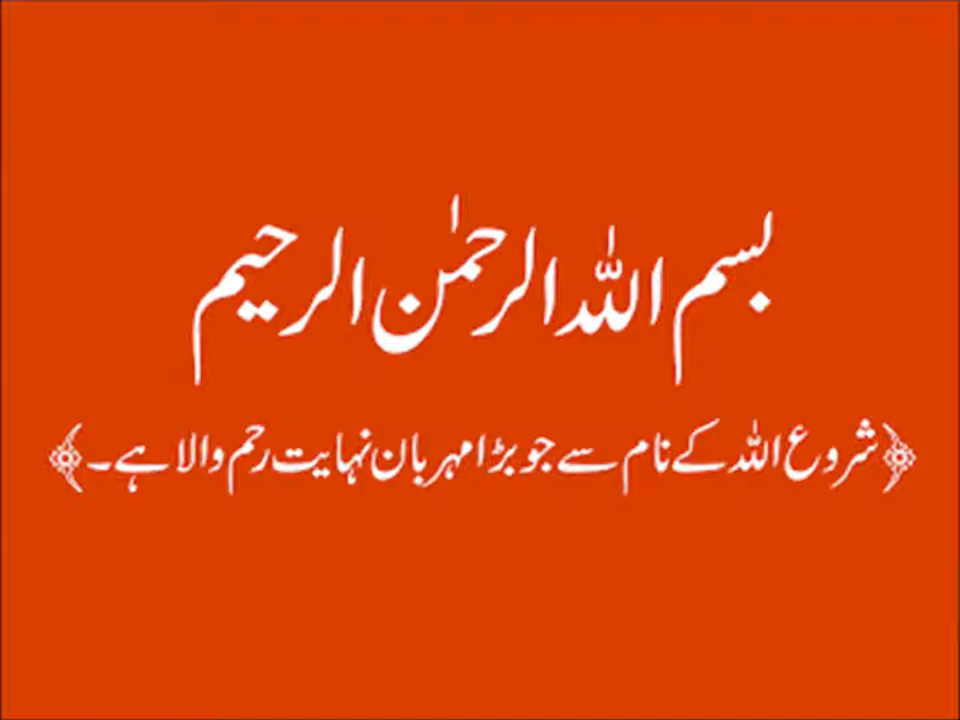 بسم اللہ الرحمٰن الرحیم
﴿شروع اللہ کے نام سے جو بڑا مہربان نہایت رحم والا ہے۔﴾